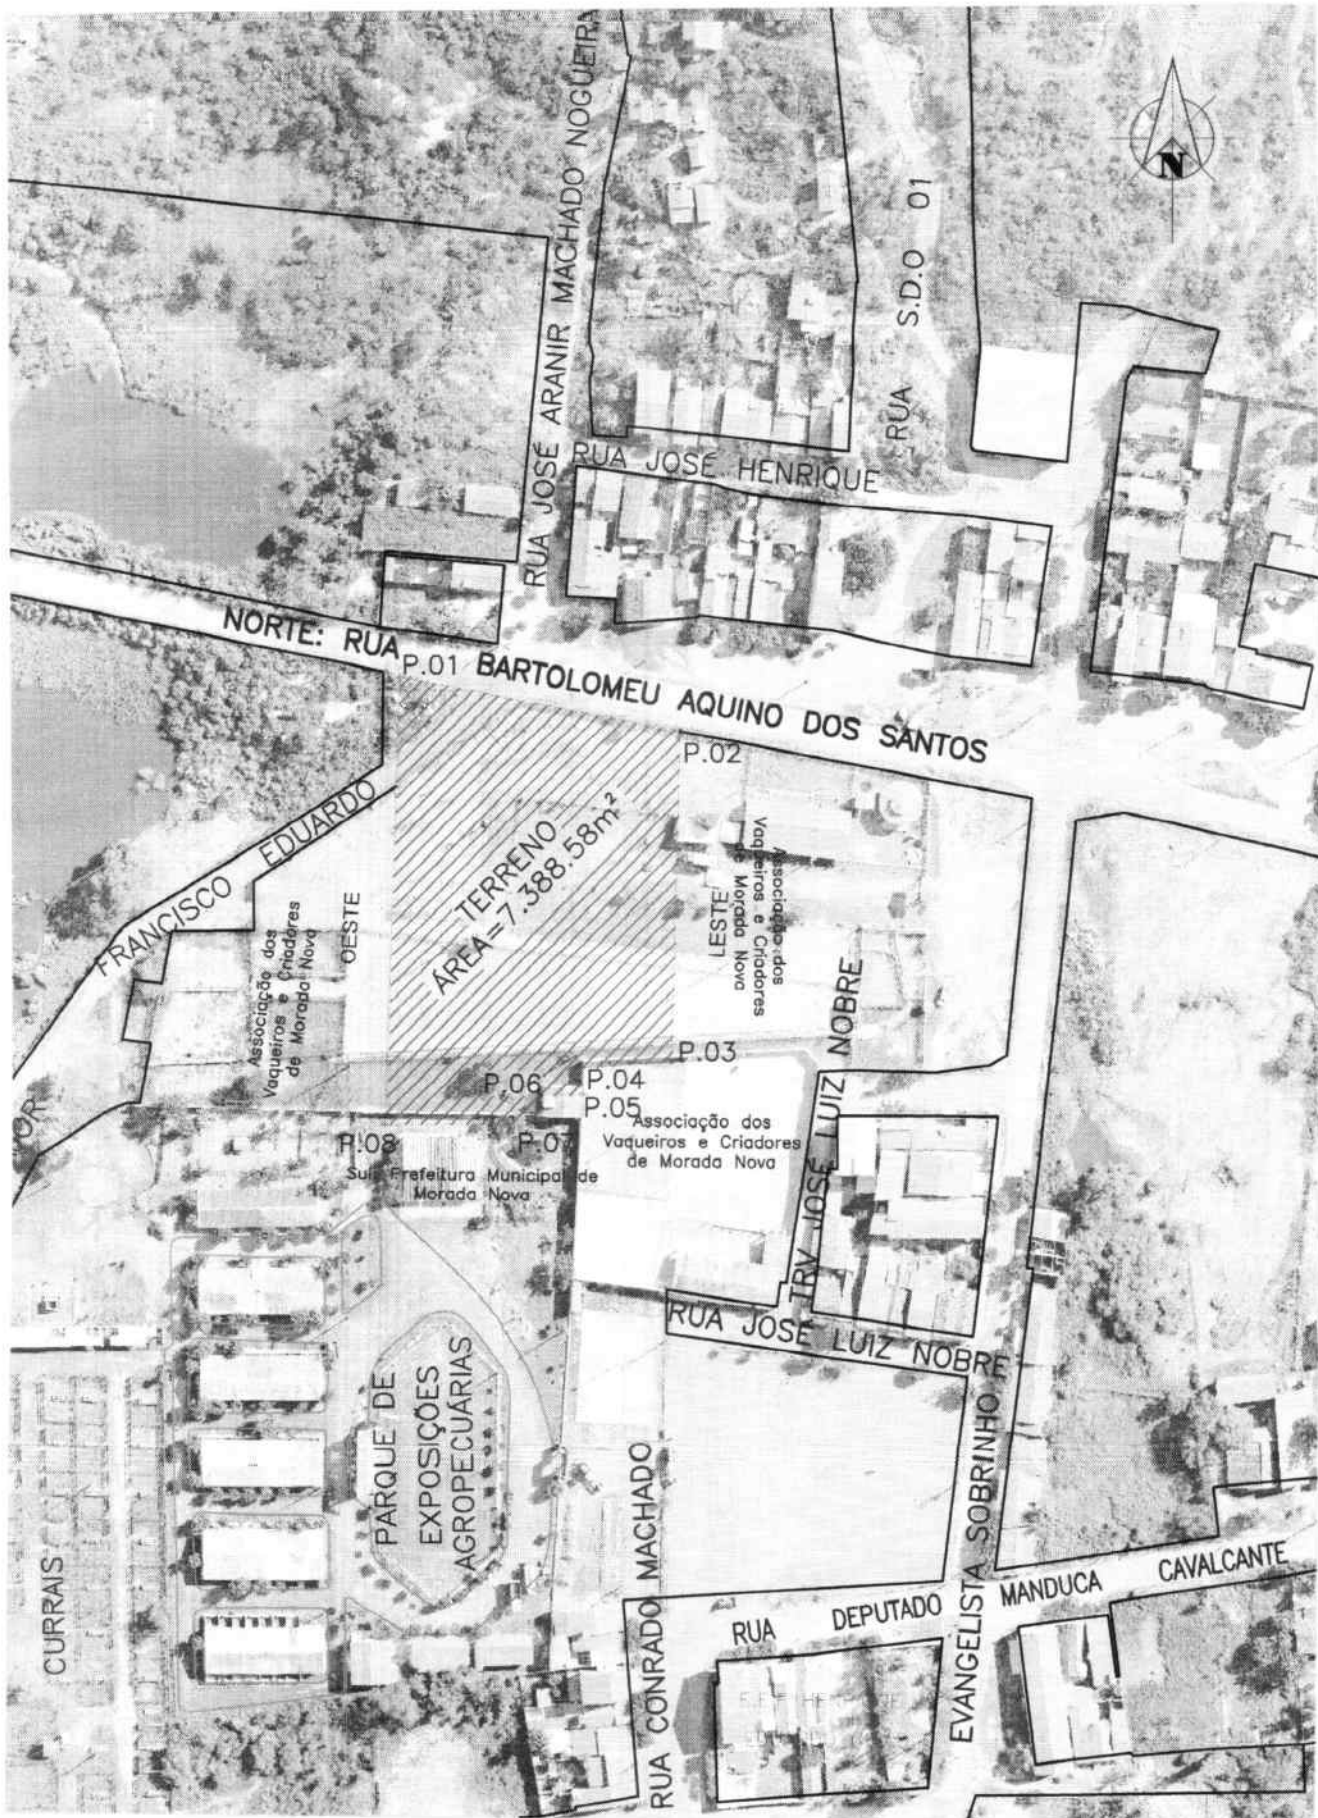 RUA JOSÉ ARANIR MACHADO NOGUEIRA
N
RUA S.D.O 01
RUA JOSÉ HENRIQUE
NORTE: RUA BARTOLOMEU AQUINO DOS SANTOS
P.01
P.02
FRANCISCO EDUARDO
TERRENO
ÁREA=7.388.58m²
OESTE
Associação dos
Vaqueiros e Criadores
de Morada Nova
LESTE
Associação dos
Vaqueiros e Criadores
de Morada Nova
P.03
P.04
P.05
P.06
P.07
P.08
Associação dos
Vaqueiros e Criadores
de Morada Nova
Sul: Prefeitura Municipal de
Morada Nova
TRV JOSÉ LUIZ NOBRE
RUA JOSÉ LUIZ NOBRE
PARQUE DE
EXPOSIÇÕES
AGROPECUÁRIAS
CURRAIS
RUA CONRADO MACHADO
EVANGELISTA SOBRINHO
RUA DEPUTADO MANDUCA CAVALCANTE